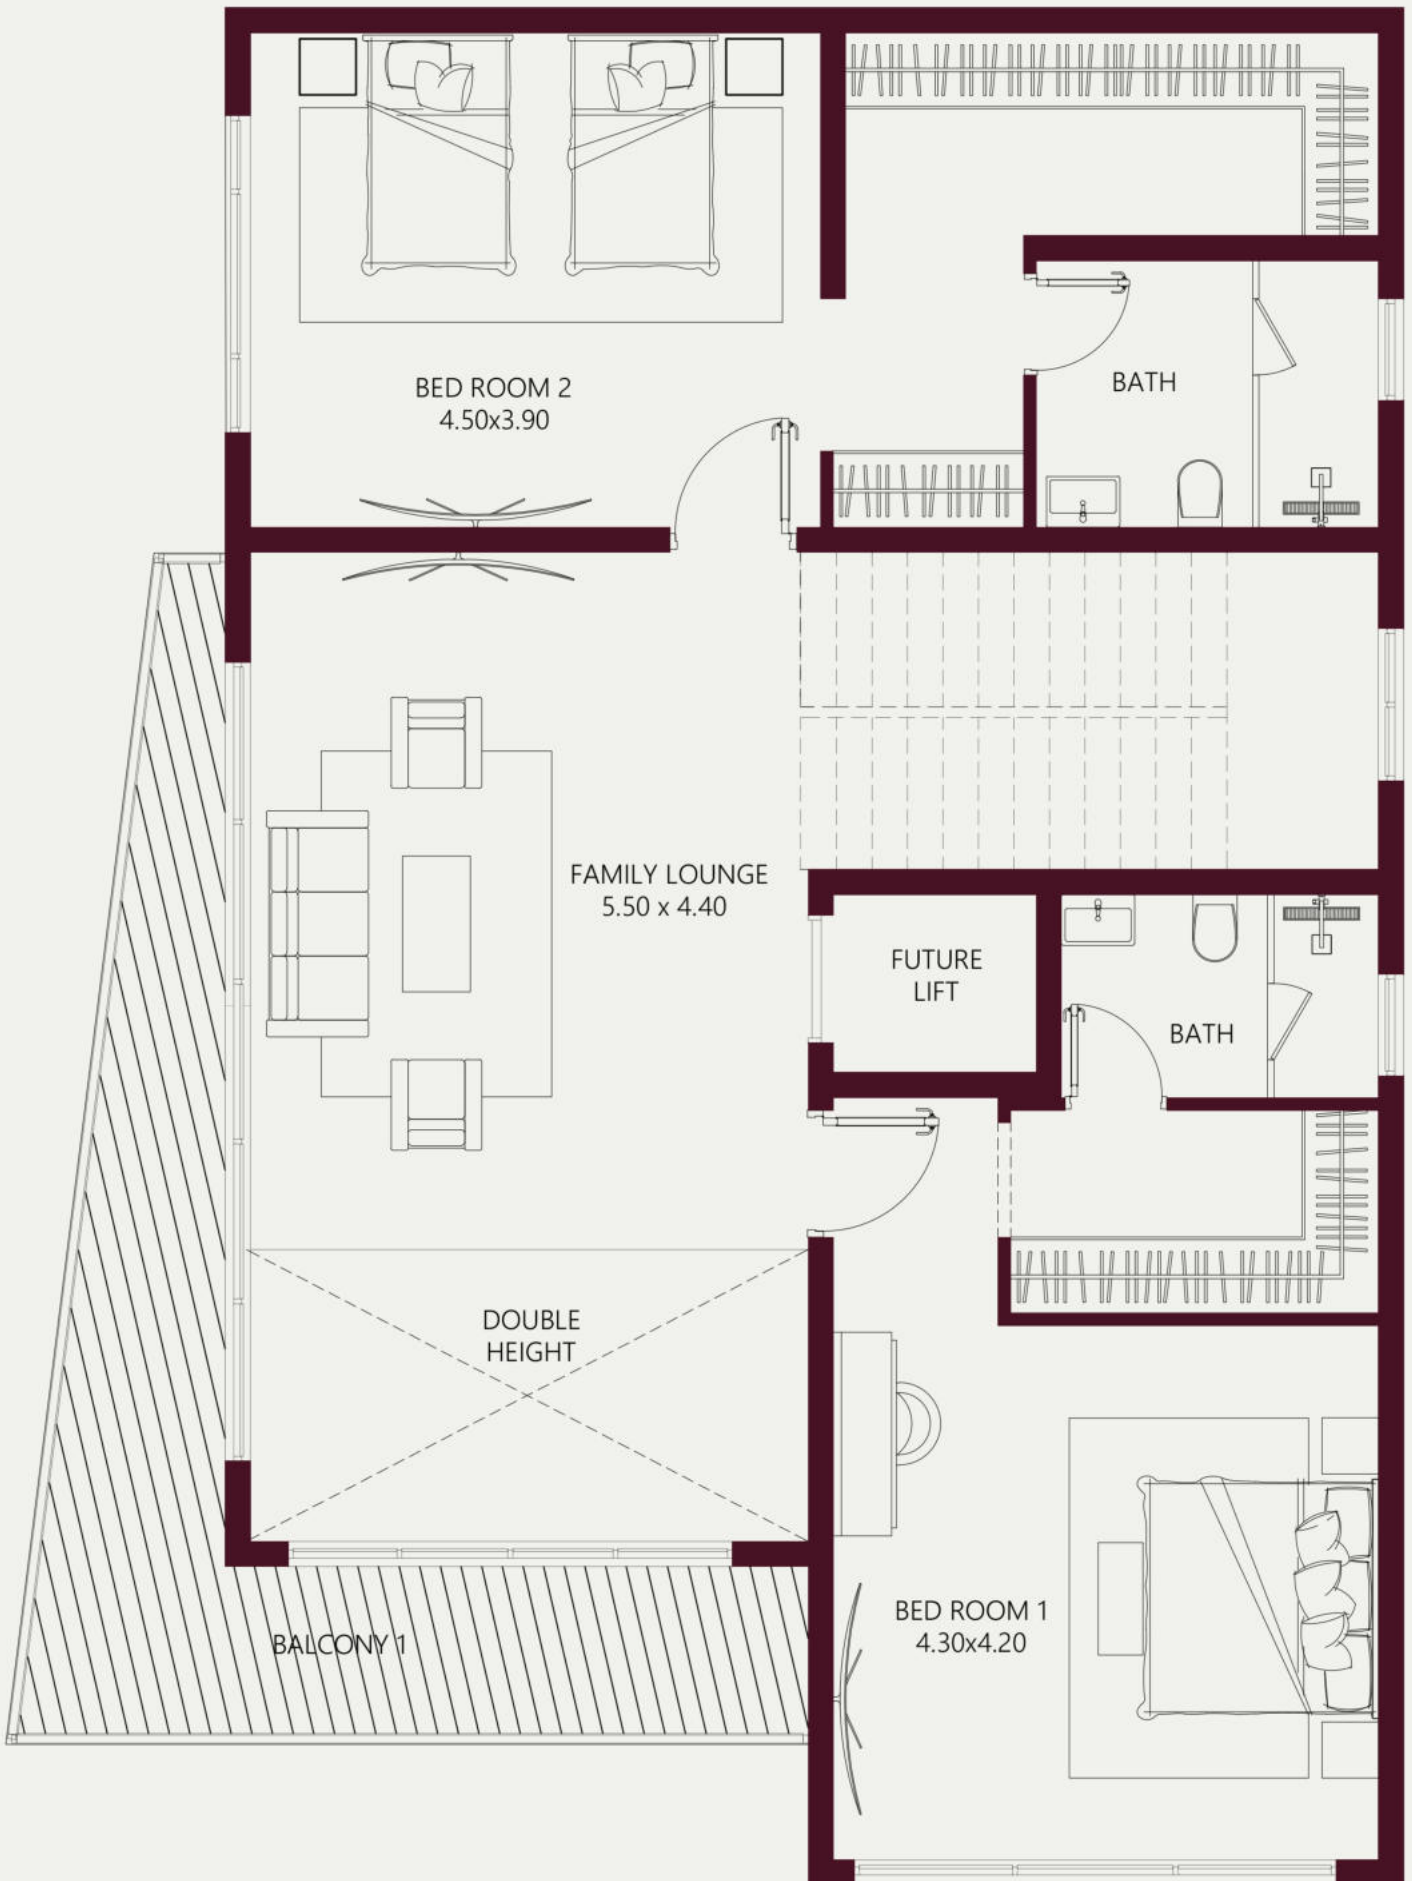 BED ROOM 2
4.50x3.90
BATH
FAMILY LOUNGE
5.50 x 4.40
FUTURE
LIFT
BATH
DOUBLE
HEIGHT
BED ROOM 1
4.30x4.20
BALCONY 1